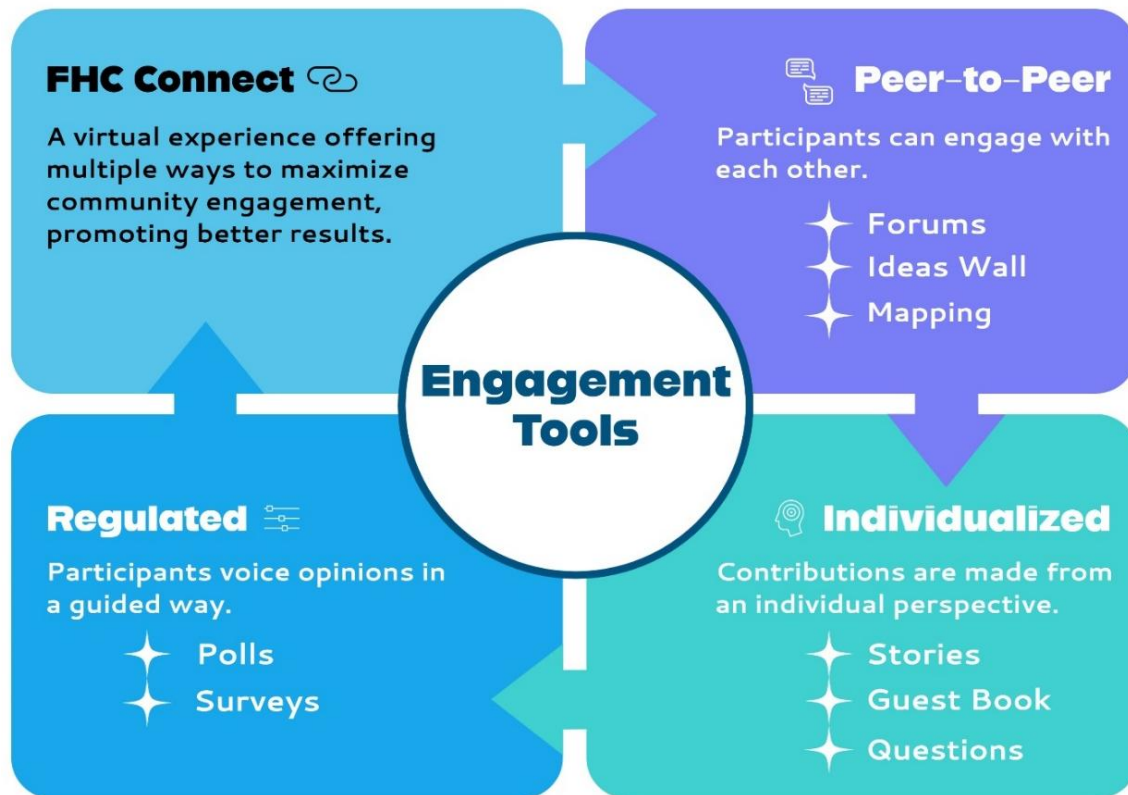 FHC Connect
A virtual experience offering
multiple ways to maximize
community engagement,
promoting better results.
Peer-to-Peer
Participants can engage with
each other.
Forums
Ideas Wall
Mapping
Engagement
Tools
Regulated
Participants voice opinions in
a guided way.
Polls
Surveys
Individualized
Contributions are made from
an individual perspective.
Stories
Guest Book
Questions